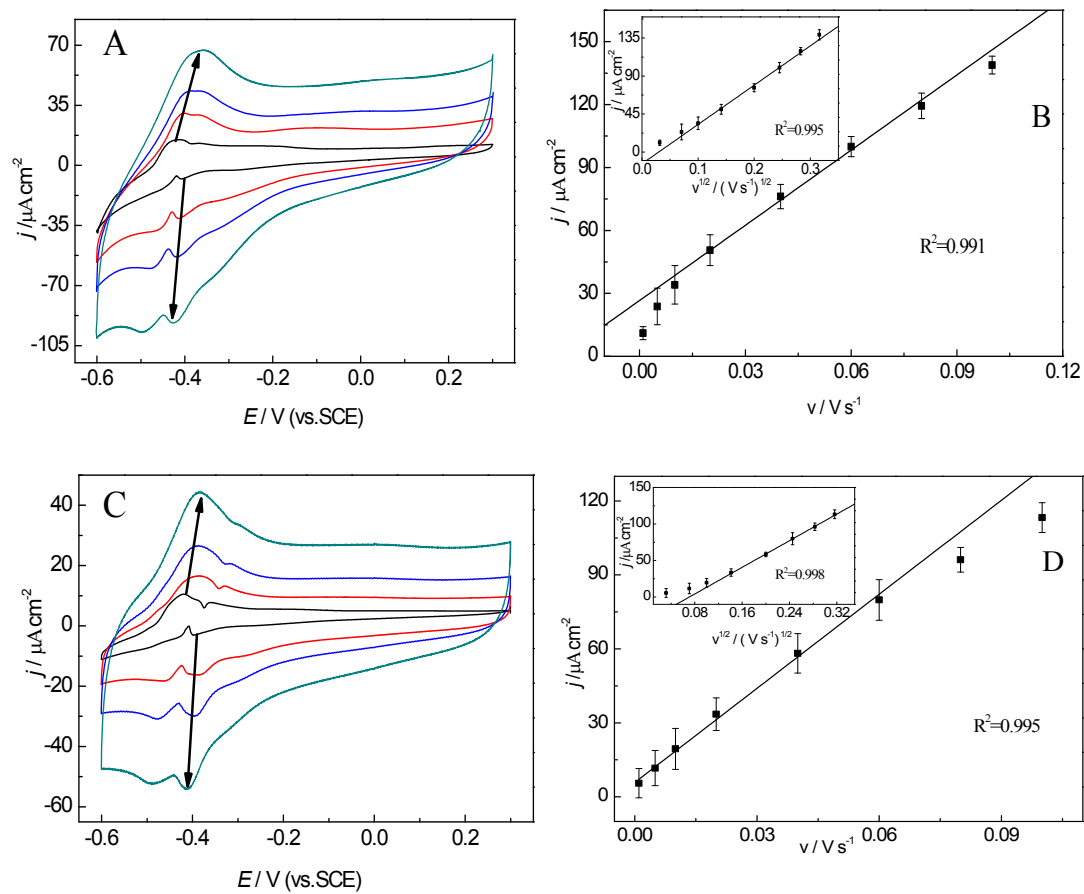 A
70
35
0
-35
-70
-105
j /μA cm-2
-0.6
-0.4
-0.2
0.0
0.2
E / V (vs.SCE)
B
150
120
90
60
30
0
j / μA cm-2
0.00
0.03
0.06
0.09
0.12
v / V s-1
R2=0.991
135
90
45
0
j / μA cm-2
0.0
0.1
0.2
0.3
v1/2 / ( V s-1) 1/2
R2=0.995
C
40
20
0
-20
-40
-60
j / μA cm-2
-0.6
-0.4
-0.2
0.0
0.2
E / V (vs.SCE)
D
120
90
60
30
0
j / μA cm-2
0.00
0.03
0.06
0.09
v / V s-1
R2=0.995
150
100
50
0
j / μA cm-2
0.08
0.16
0.24
0.32
v1/2 / ( V s-1) 1/2
R2=0.998